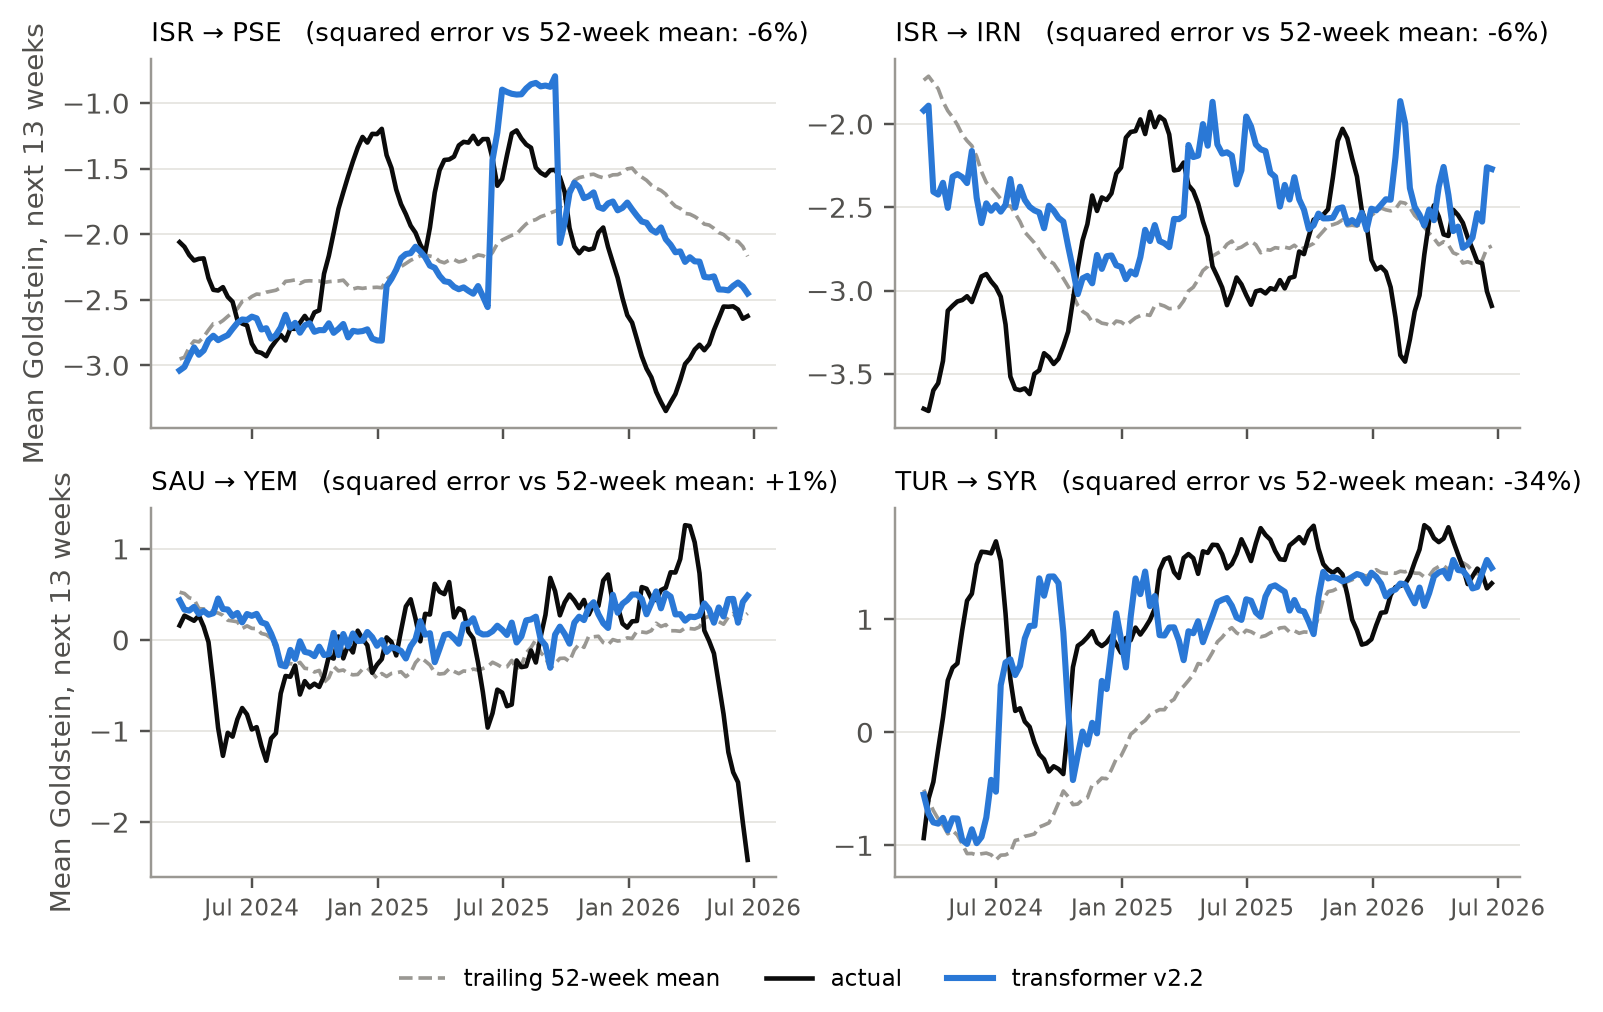 ISR → PSE (squared error vs 52-week mean: -6%)
ISR → IRN (squared error vs 52-week mean: -6%)
Mean Goldstein, next 13 weeks
−1.0
−1.5
−2.0
−2.5
−3.0
−2.0
−2.5
−3.0
−3.5
SAU → YEM (squared error vs 52-week mean: +1%)
TUR → SYR (squared error vs 52-week mean: -34%)
Mean Goldstein, next 13 weeks
1
0
−1
−2
1
0
−1
Jul 2024 Jan 2025 Jul 2025 Jan 2026 Jul 2026
Jul 2024 Jan 2025 Jul 2025 Jan 2026 Jul 2026
trailing 52-week mean actual transformer v2.2